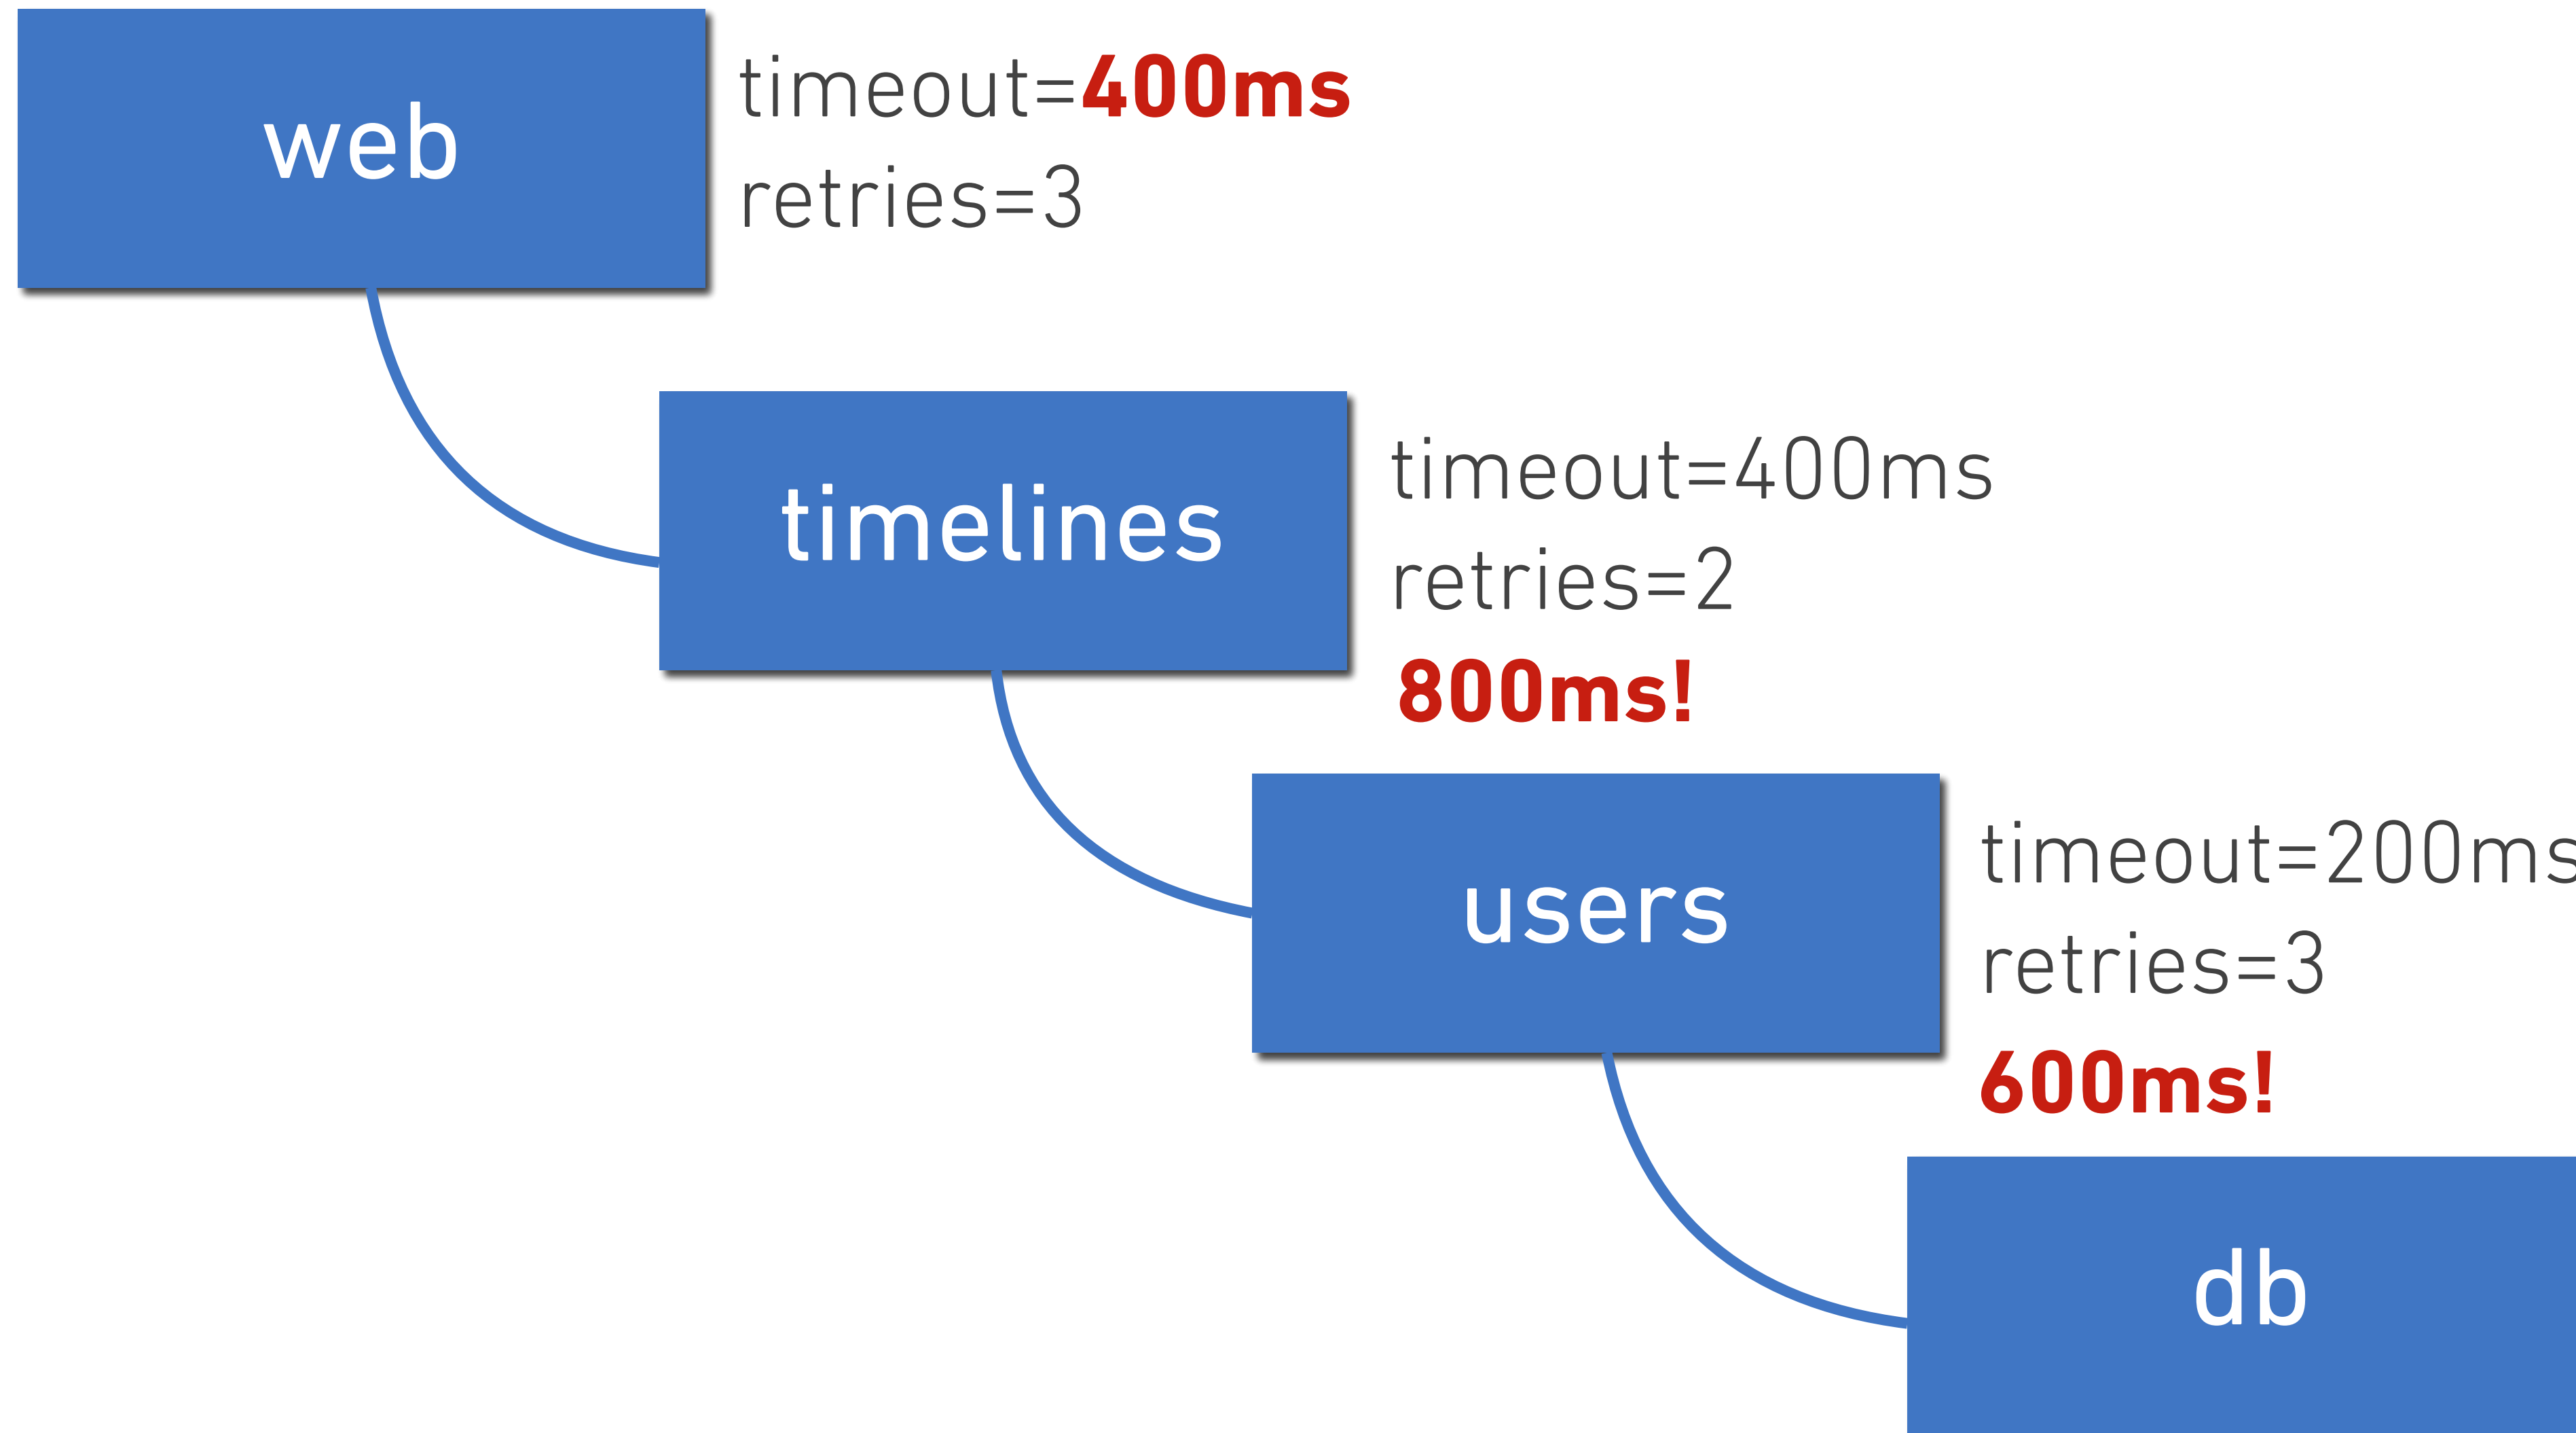 web
timeout=400ms
retries=3
timelines
timeout=400ms
retries=2
800ms!
users
timeout=200ms
retries=3
600ms!
db